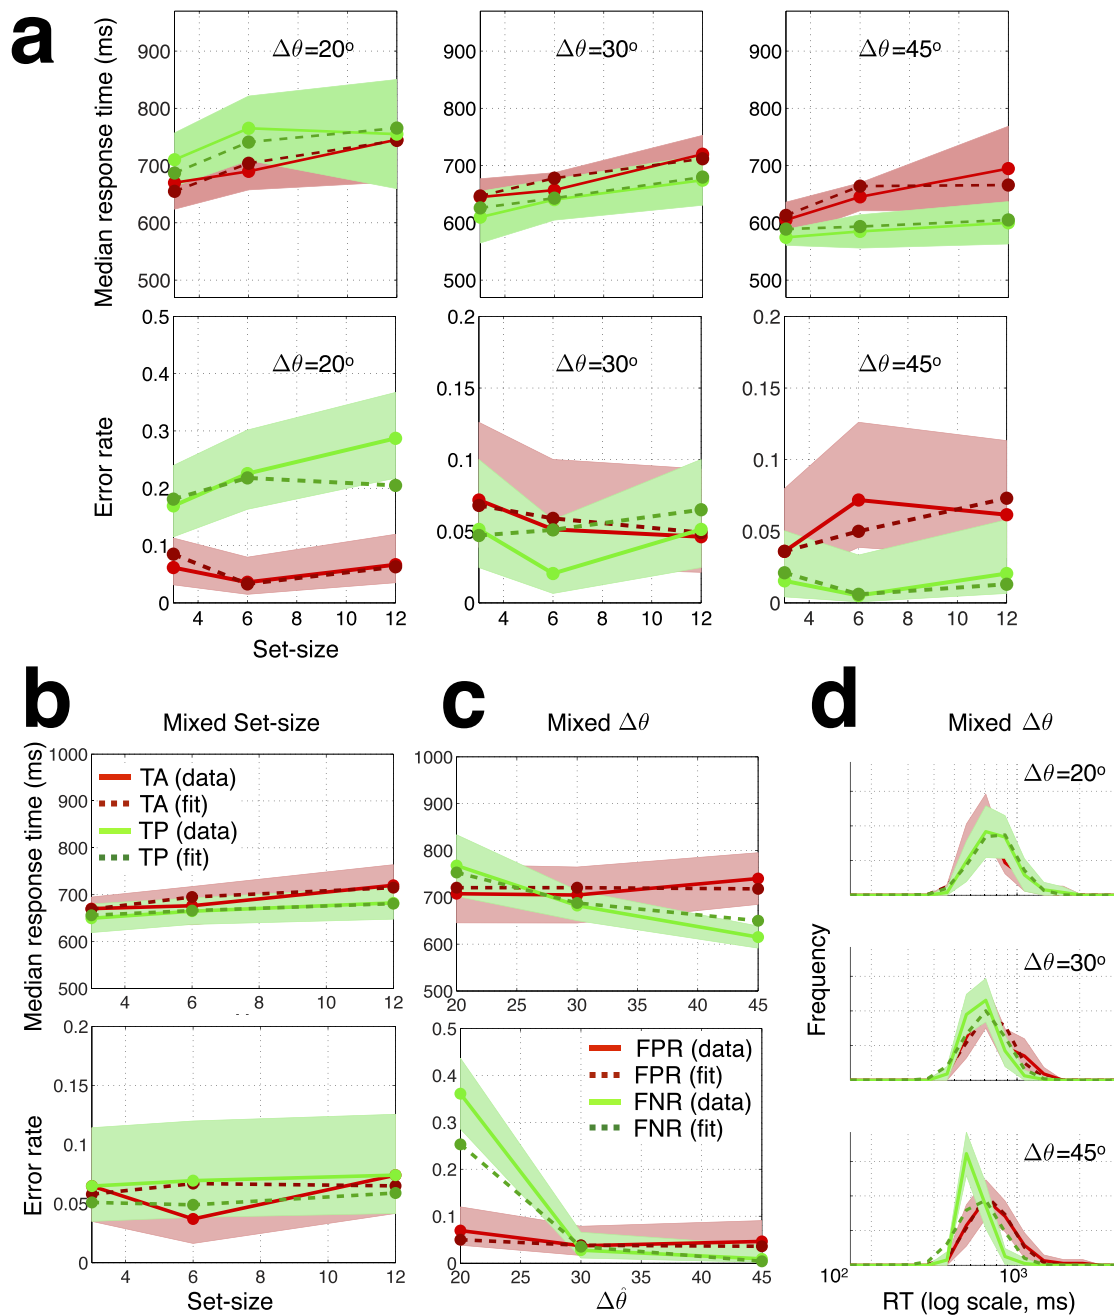 a
Median response time (ms)
900
800
700
600
500
Δθ=20°
900
800
700
600
500
Δθ=30°
900
800
700
600
500
Δθ=45°
Error rate
0.5
0.4
0.3
0.2
0.1
0
Δθ=20°
4 6 8 10 12
Set-size
0.2
0.15
0.1
0.05
0
Δθ=30°
4 6 8 10 12
0.2
0.15
0.1
0.05
0
Δθ=45°
4 6 8 10 12
b
Mixed Set-size
Median response time (ms)
1000
900
800
700
600
500
TA (data)
TA (fit)
TP (data)
TP (fit)
4 6 8 10 12
Error rate
0.2
0.15
0.1
0.05
0
4 6 8 10 12
Set-size
c
Mixed Δθ
1000
900
800
700
600
500
20 25 30 35 40 45
0.5
0.4
0.3
0.2
0.1
0
FPR (data)
FPR (fit)
FNR (data)
FNR (fit)
20 25 30 35 40 45
Δθ
d
Mixed Δθ
Δθ=20°
Frequency
Δθ=30°
Δθ=45°
10² 10³
RT (log scale, ms)